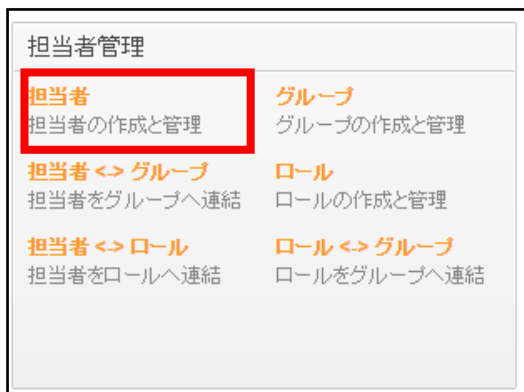 担当者管理
担当者
担当者の作成と管理
グループ
グループの作成と管理
担当者 <-> グループ
担当者をグループへ連結
ロール
ロールの作成と管理
担当者 <-> ロール
担当者をロールへ連結
ロール <-> グループ
ロールをグループへ連結